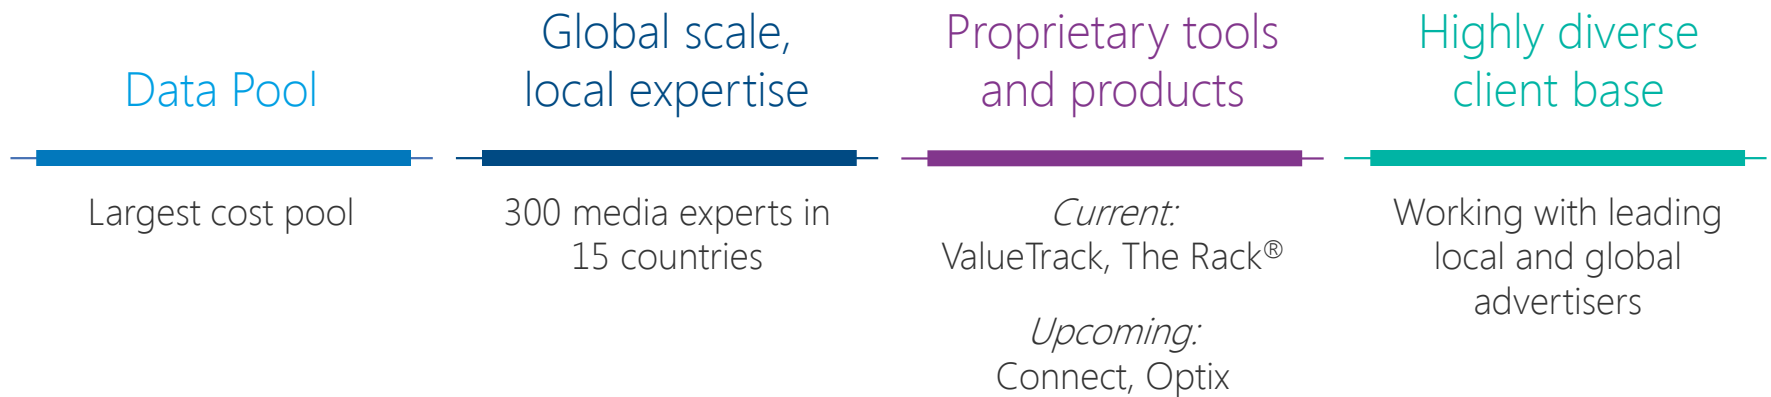 Data Pool
Largest cost pool
Global scale,
local expertise
300 media experts in
15 countries
Proprietary tools
and products
Current:
ValueTrack, The Rack®
Upcoming:
Connect, Optix
Highly diverse
client base
Working with leading
local and global
advertisers